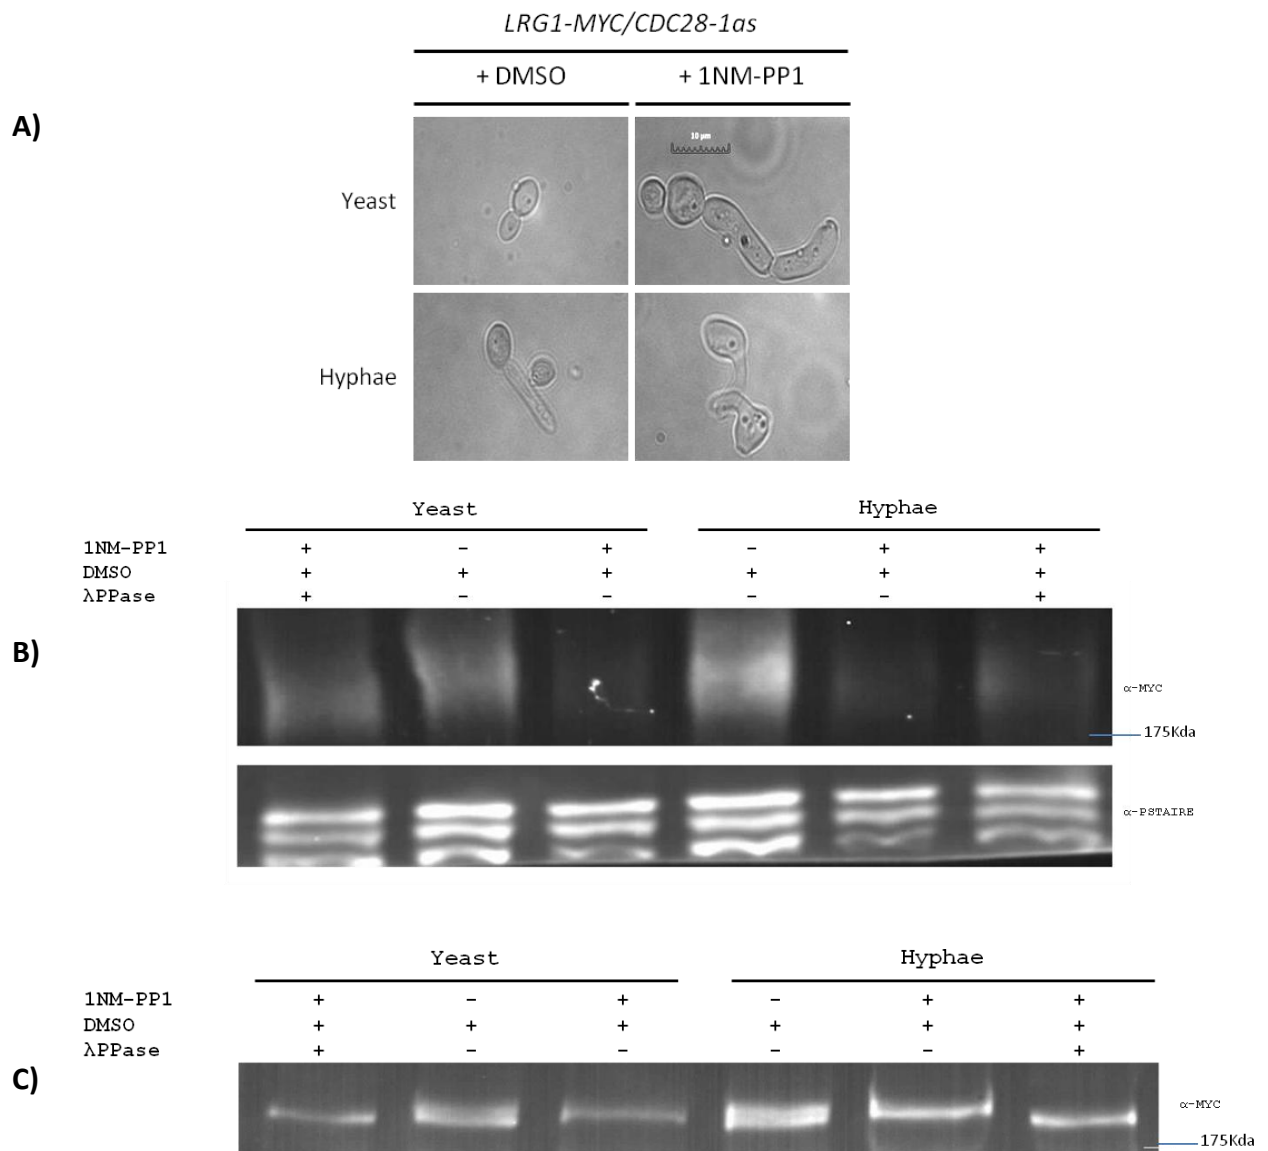 LRG1-MYC/CDC28-1as
+ DMSO + 1NM-PP1
A)
10 µm
Yeast
Hyphae
Yeast Hyphae
1NM-PP1 + - + - + +
DMSO + + + + + +
λPPase + - - - - +
B)
α-MYC
175Kda
α-PSTAIRE
Yeast Hyphae
1NM-PP1 + - + - + +
DMSO + + + + + +
λPPase + - - - - +
C)
α-MYC
175Kda